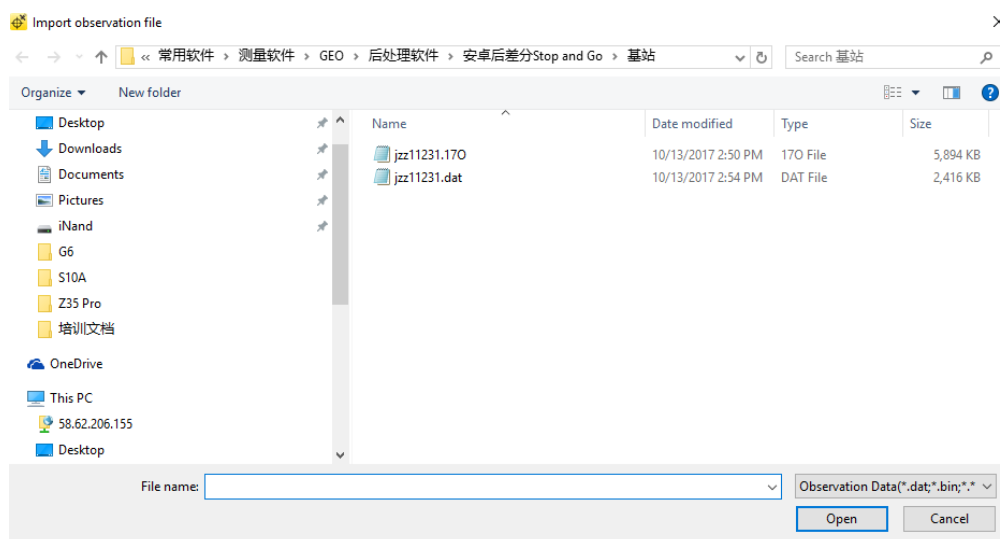 Import observation file
« 常用软件 › 测量软件 › GEO › 后处理软件 › 安卓后差分Stop and Go › 基站
Search 基站
Organize
New folder
?
Desktop
Downloads
Documents
Pictures
iNand
G6
S10A
Z35 Pro
培训文档
OneDrive
This PC
58.62.206.155
Desktop
Name Date modified Type Size
jzz11231.17O 10/13/2017 2:50 PM 17O File 5,894 KB
jzz11231.dat 10/13/2017 2:54 PM DAT File 2,416 KB
File name:
Observation Data(*.dat;*.bin;*.*
Open
Cancel